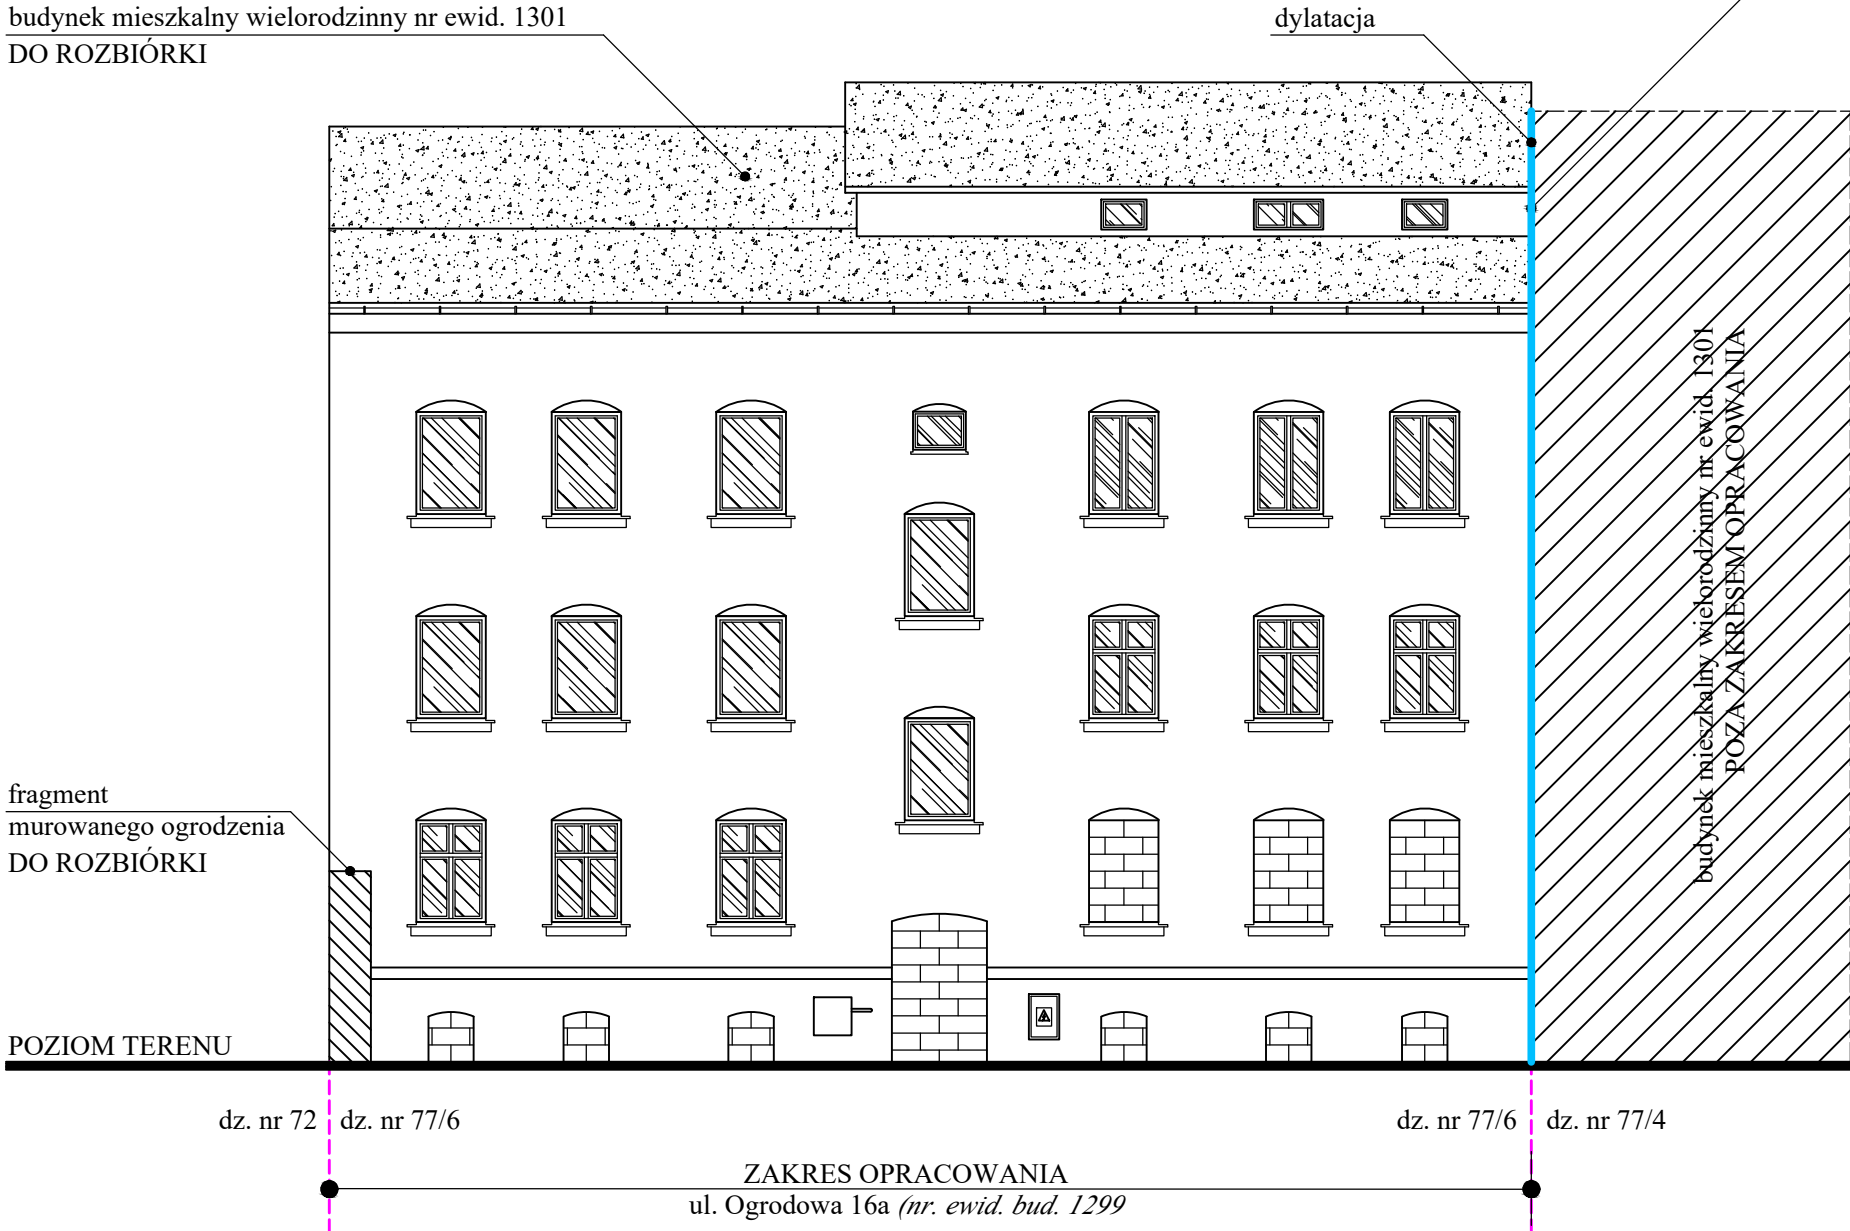 budynek mieszkalny wielorodzinny nr ewid. 1301
DO ROZBIÓRKI
dylatacja
budynek mieszkalny wielorodzinny nr ewid. 1301
POZA ZAKRESEM OPRACOWANIA
fragment
murowanego ogrodzenia
DO ROZBIÓRKI
POZIOM TERENU
dz. nr 72 dz. nr 77/6
dz. nr 77/6 dz. nr 77/4
ZAKRES OPRACOWANIA
ul. Ogrodowa 16a (nr. ewid. bud. 1299